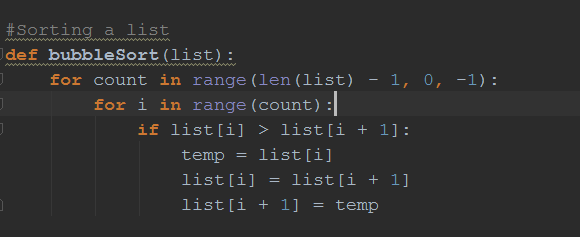 #Sorting a list
def bubbleSort(list):
    for count in range(len(list) - 1, 0, -1):
        for i in range(count):
            if list[i] > list[i + 1]:
                temp = list[i]
                list[i] = list[i + 1]
                list[i + 1] = temp